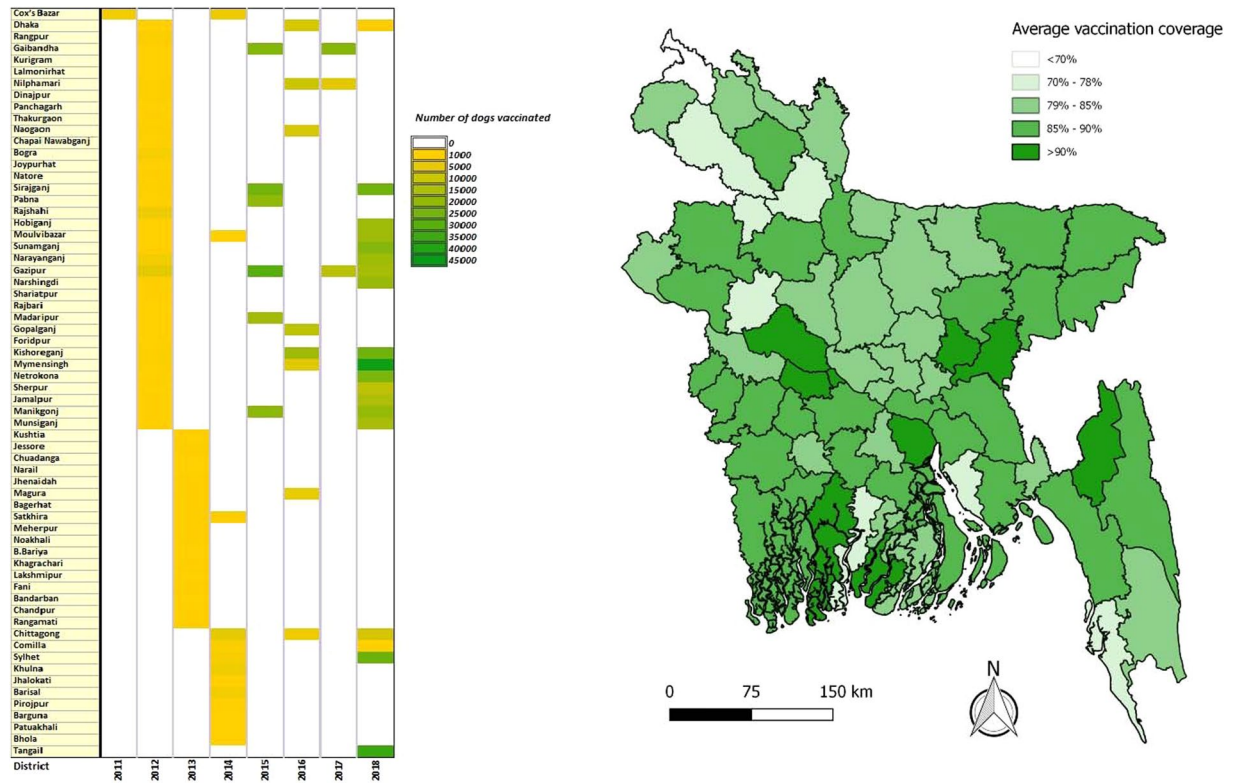 Cox's Bazar
Dhaka
Rangpur
Gaibandha
Kurigram
Lalmonirhat
Nilphamari
Dinajpur
Panchagarh
Thakurgaon
Naogaon
Chapai Nawabganj
Bogra
Joypurhat
Natore
Sirajganj
Pabna
Rajshahi
Hobiganj
Moulvibazar
Sunamganj
Narayanganj
Gazipur
Narshingdi
Shariatpur
Rajbari
Madaripur
Gopalganj
Foridpur
Kishoreganj
Mymensingh
Netrokona
Sherpur
Jamalpur
Manikgonj
Munsiganj
Kushtia
Jessore
Chuadanga
Narail
Jhenaidah
Magura
Bagerhat
Satkhira
Meherpur
Noakhali
B.Bariya
Khagrachari
Lakshmipur
Fani
Bandarban
Chandpur
Rangamati
Chittagong
Comilla
Sylhet
Khulna
Jhalokati
Barisal
Pirojpur
Barguna
Patuakhali
Bhola
Tangail
District 2011 2012 2013 2014 2015 2016 2017 2018
Number of dogs vaccinated
0
1000
5000
10000
15000
20000
25000
30000
35000
40000
45000
Average vaccination coverage
<70%
70% - 78%
79% - 85%
85% - 90%
>90%
0 75 150 km
N